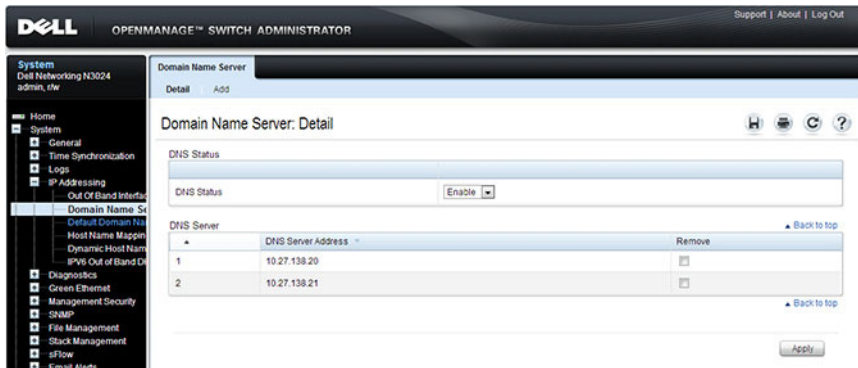 Support | About | Log Out
DELL OPENMANAGE™ SWITCH ADMINISTRATOR
System
Dell Networking N3024
admin, r/w
Home
System
General
Time Synchronization
Logs
IP Addressing
Out Of Band Interfac
Domain Name Se
Default Domain Na
Host Name Mappin
Dynamic Host Nam
IPV6 Out of Band D
Diagnostics
Green Ethernet
Management Security
SNMP
File Management
Stack Management
sFlow
Email Alerts
Domain Name Server
Detail Add
Domain Name Server: Detail
DNS Status
DNS Status Enable
DNS Server Back to top
DNS Server Address Remove
1 10.27.138.20
2 10.27.138.21
Back to top
Apply